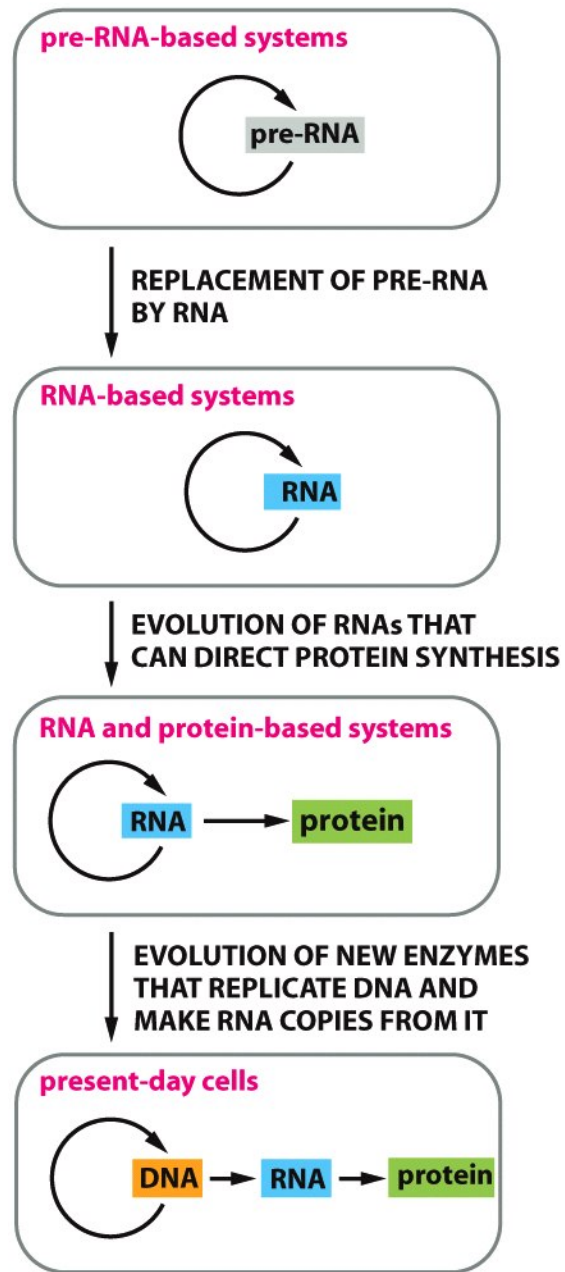 pre-RNA-based systems
pre-RNA
REPLACEMENT OF PRE-RNA
BY RNA
RNA-based systems
RNA
EVOLUTION OF RNAs THAT
CAN DIRECT PROTEIN SYNTHESIS
RNA and protein-based systems
RNA protein
EVOLUTION OF NEW ENZYMES
THAT REPLICATE DNA AND
MAKE RNA COPIES FROM IT
present-day cells
DNA RNA protein